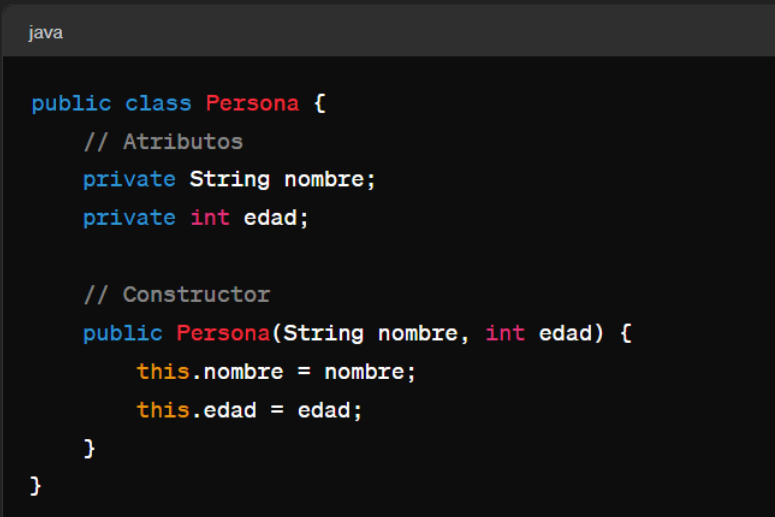 java
public class Persona {
    // Atributos
    private String nombre;
    private int edad;

    // Constructor
    public Persona(String nombre, int edad) {
        this.nombre = nombre;
        this.edad = edad;
    }
}